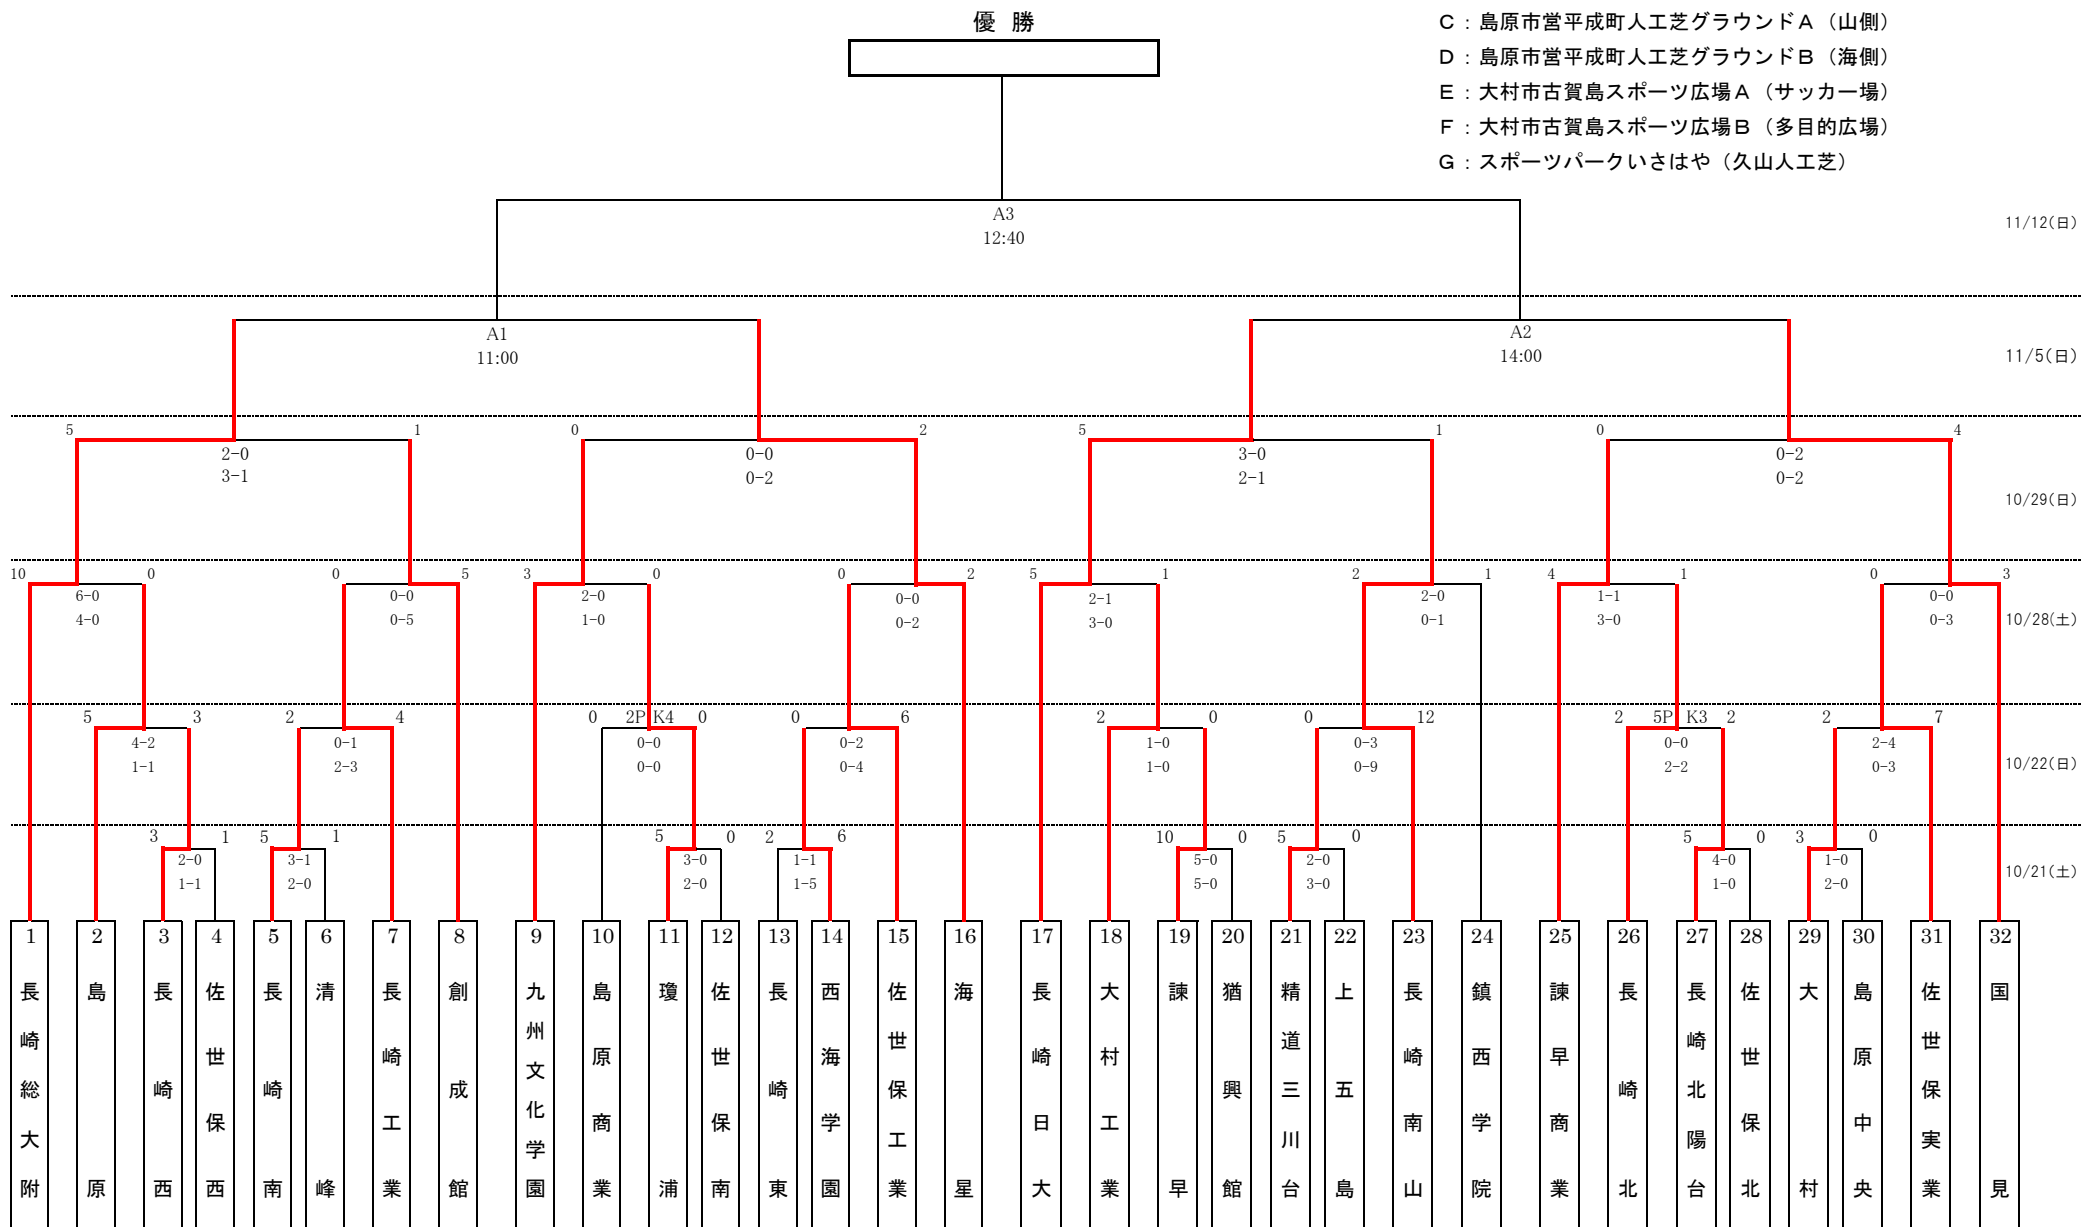 優 勝
C：島原市営平成町人工芝グラウンドA（山側）
D：島原市営平成町人工芝グラウンドB（海側）
E：大村市古賀島スポーツ広場A（サッカー場）
F：大村市古賀島スポーツ広場B（多目的広場）
G：スポーツパークいさはや（久山人工芝）
A3
12:40
11/12(日)
A1
11:00
A2
14:00
11/5(日)
5 1 0 2 5 1 0 4
2-0 0-0 3-0 0-2
3-1 0-2 2-1 0-2
10/29(日)
10 0 0 5 3 0 0 2 5 1 2 1 4 1 0 3
6-0 0-0 2-0 0-0 2-1 2-0 1-1 0-0
4-0 0-5 1-0 0-2 3-0 0-1 3-0 0-3
10/28(土)
5 3 2 4 0 2P K4 0 0 6 2 0 0 12 2 5P K3 2 2 7
4-2 0-1 0-0 0-2 1-0 0-3 0-0 2-4
1-1 2-3 0-0 0-4 1-0 0-9 2-2 0-3
10/22(日)
3 1 5 1 5 0 2 6 10 0 5 0 5 0 3 0
2-0 3-1 3-0 1-1 5-0 2-0 4-0 1-0
1-1 2-0 2-0 1-5 5-0 3-0 1-0 2-0
10/21(土)
1 長崎総大附
2 島原
3 長崎西
4 佐世保西
5 長崎南
6 清峰
7 長崎工業
8 創成館
9 九州文化学園
10 島原商業
11 瓊浦
12 佐世保南
13 長崎東
14 西海学園
15 佐世保工業
16 海星
17 長崎日大
18 大村工業
19 諫早
20 猶興館
21 精道三川台
22 上五島
23 長崎南山
24 鎮西学院
25 諫早商業
26 長崎北
27 長崎北陽台
28 佐世保北
29 大村
30 島原中央
31 佐世保実業
32 国見